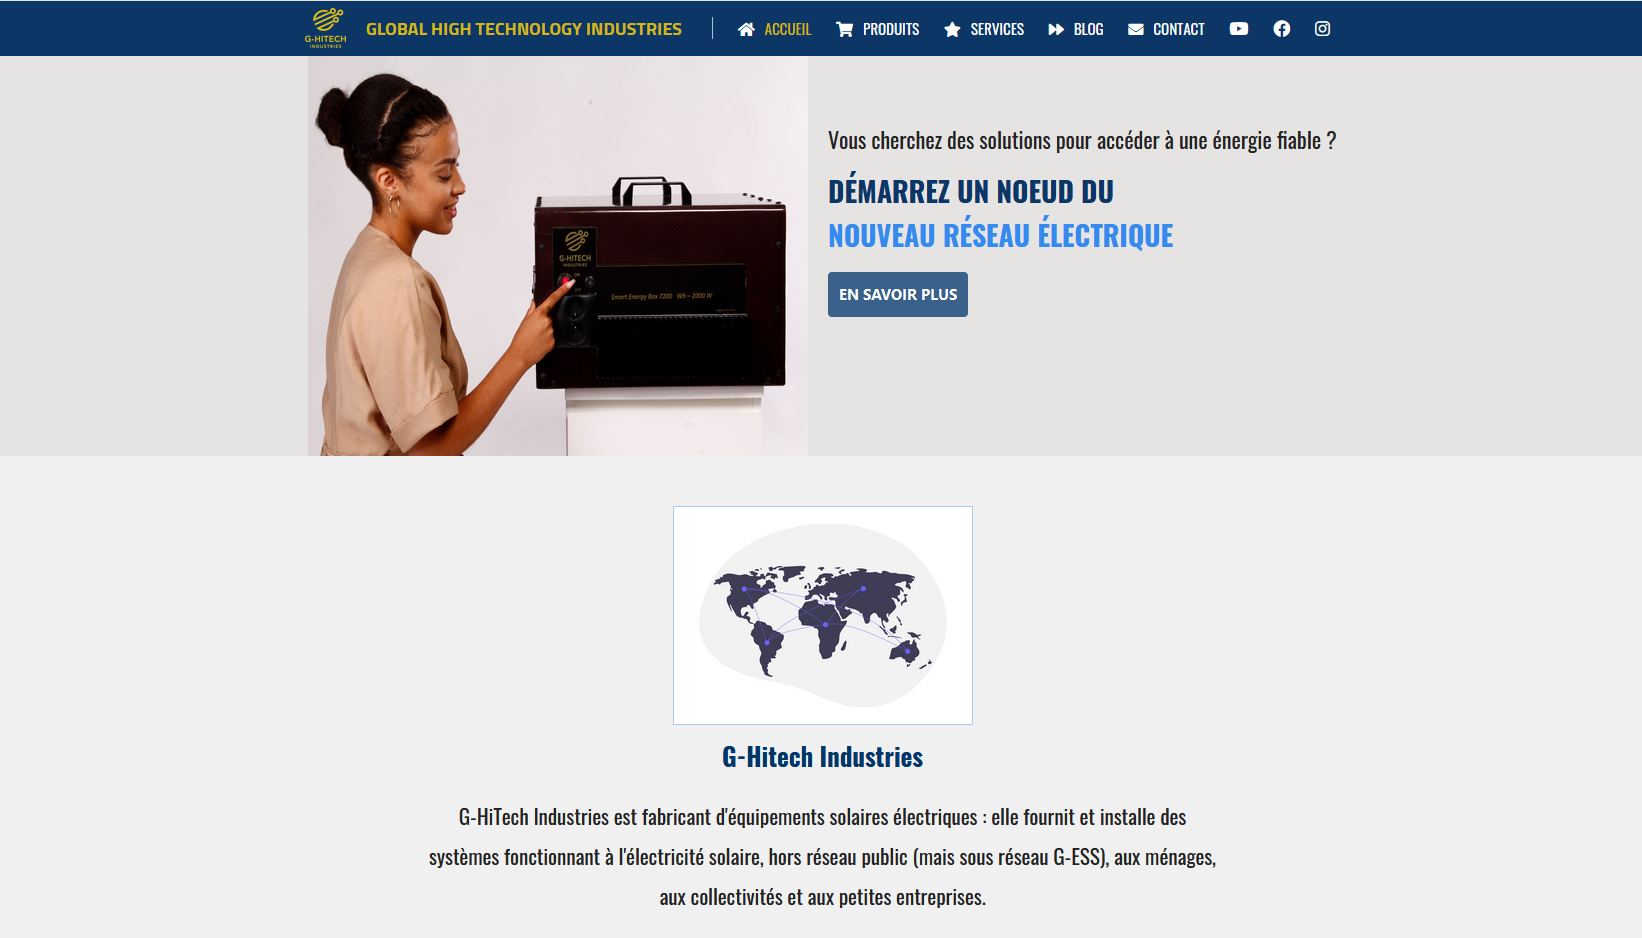 G-HITECH
INDUSTRIES
GLOBAL HIGH TECHNOLOGY INDUSTRIES
ACCUEIL
PRODUITS
SERVICES
BLOG
CONTACT
G-HITECH
INDUSTRIES
ON
Smart Energy Box 7200 Wh – 2000 W
Vous cherchez des solutions pour accéder à une énergie fiable ?
DÉMARREZ UN NOEUD DU
NOUVEAU RÉSEAU ÉLECTRIQUE
EN SAVOIR PLUS
G-Hitech Industries
G-HiTech Industries est fabricant d'équipements solaires électriques : elle fournit et installe des
systèmes fonctionnant à l'électricité solaire, hors réseau public (mais sous réseau G-ESS), aux ménages,
aux collectivités et aux petites entreprises.